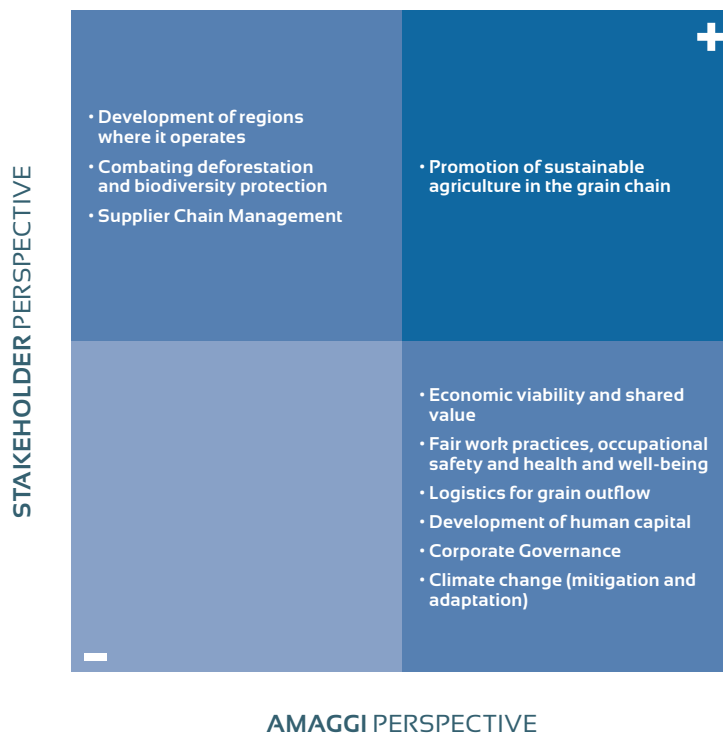 +
• Development of regions
where it operates
• Combating deforestation
and biodiversity protection
• Supplier Chain Management
• Promotion of sustainable
agriculture in the grain chain
STAKEHOLDER PERSPECTIVE
• Economic viability and shared
value
• Fair work practices, occupational
safety and health and well-being
• Logistics for grain outflow
• Development of human capital
• Corporate Governance
• Climate change (mitigation and
adaptation)
-
AMAGGI PERSPECTIVE